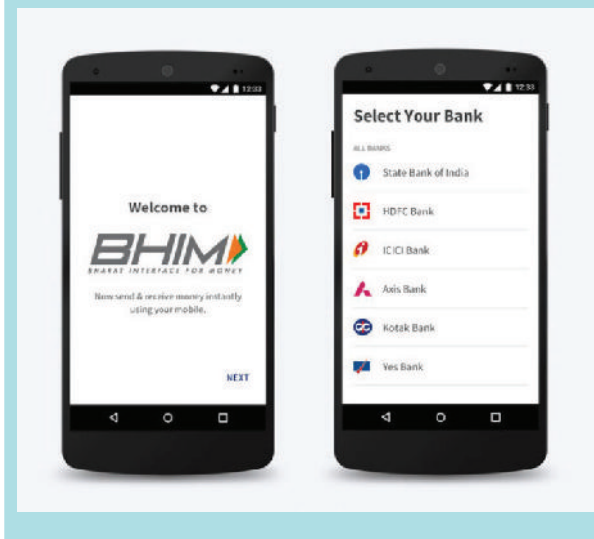 12:33
Welcome to
BHIM
BHARAT INTERFACE FOR MONEY
Now send & receive money instantly
using your mobile.
NEXT
12:33
Select Your Bank
ALL BANKS
State Bank of India
HDFC Bank
ICICI Bank
Axis Bank
Kotak Bank
Yes Bank